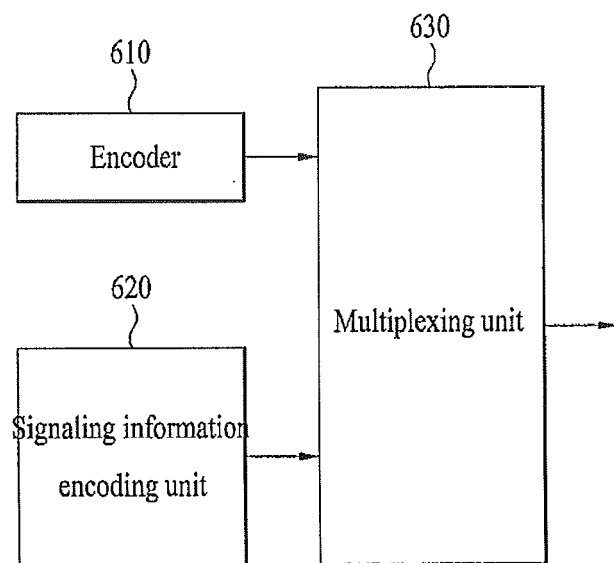 630
610
Encoder
620
Multiplexing unit
Signaling information
encoding unit